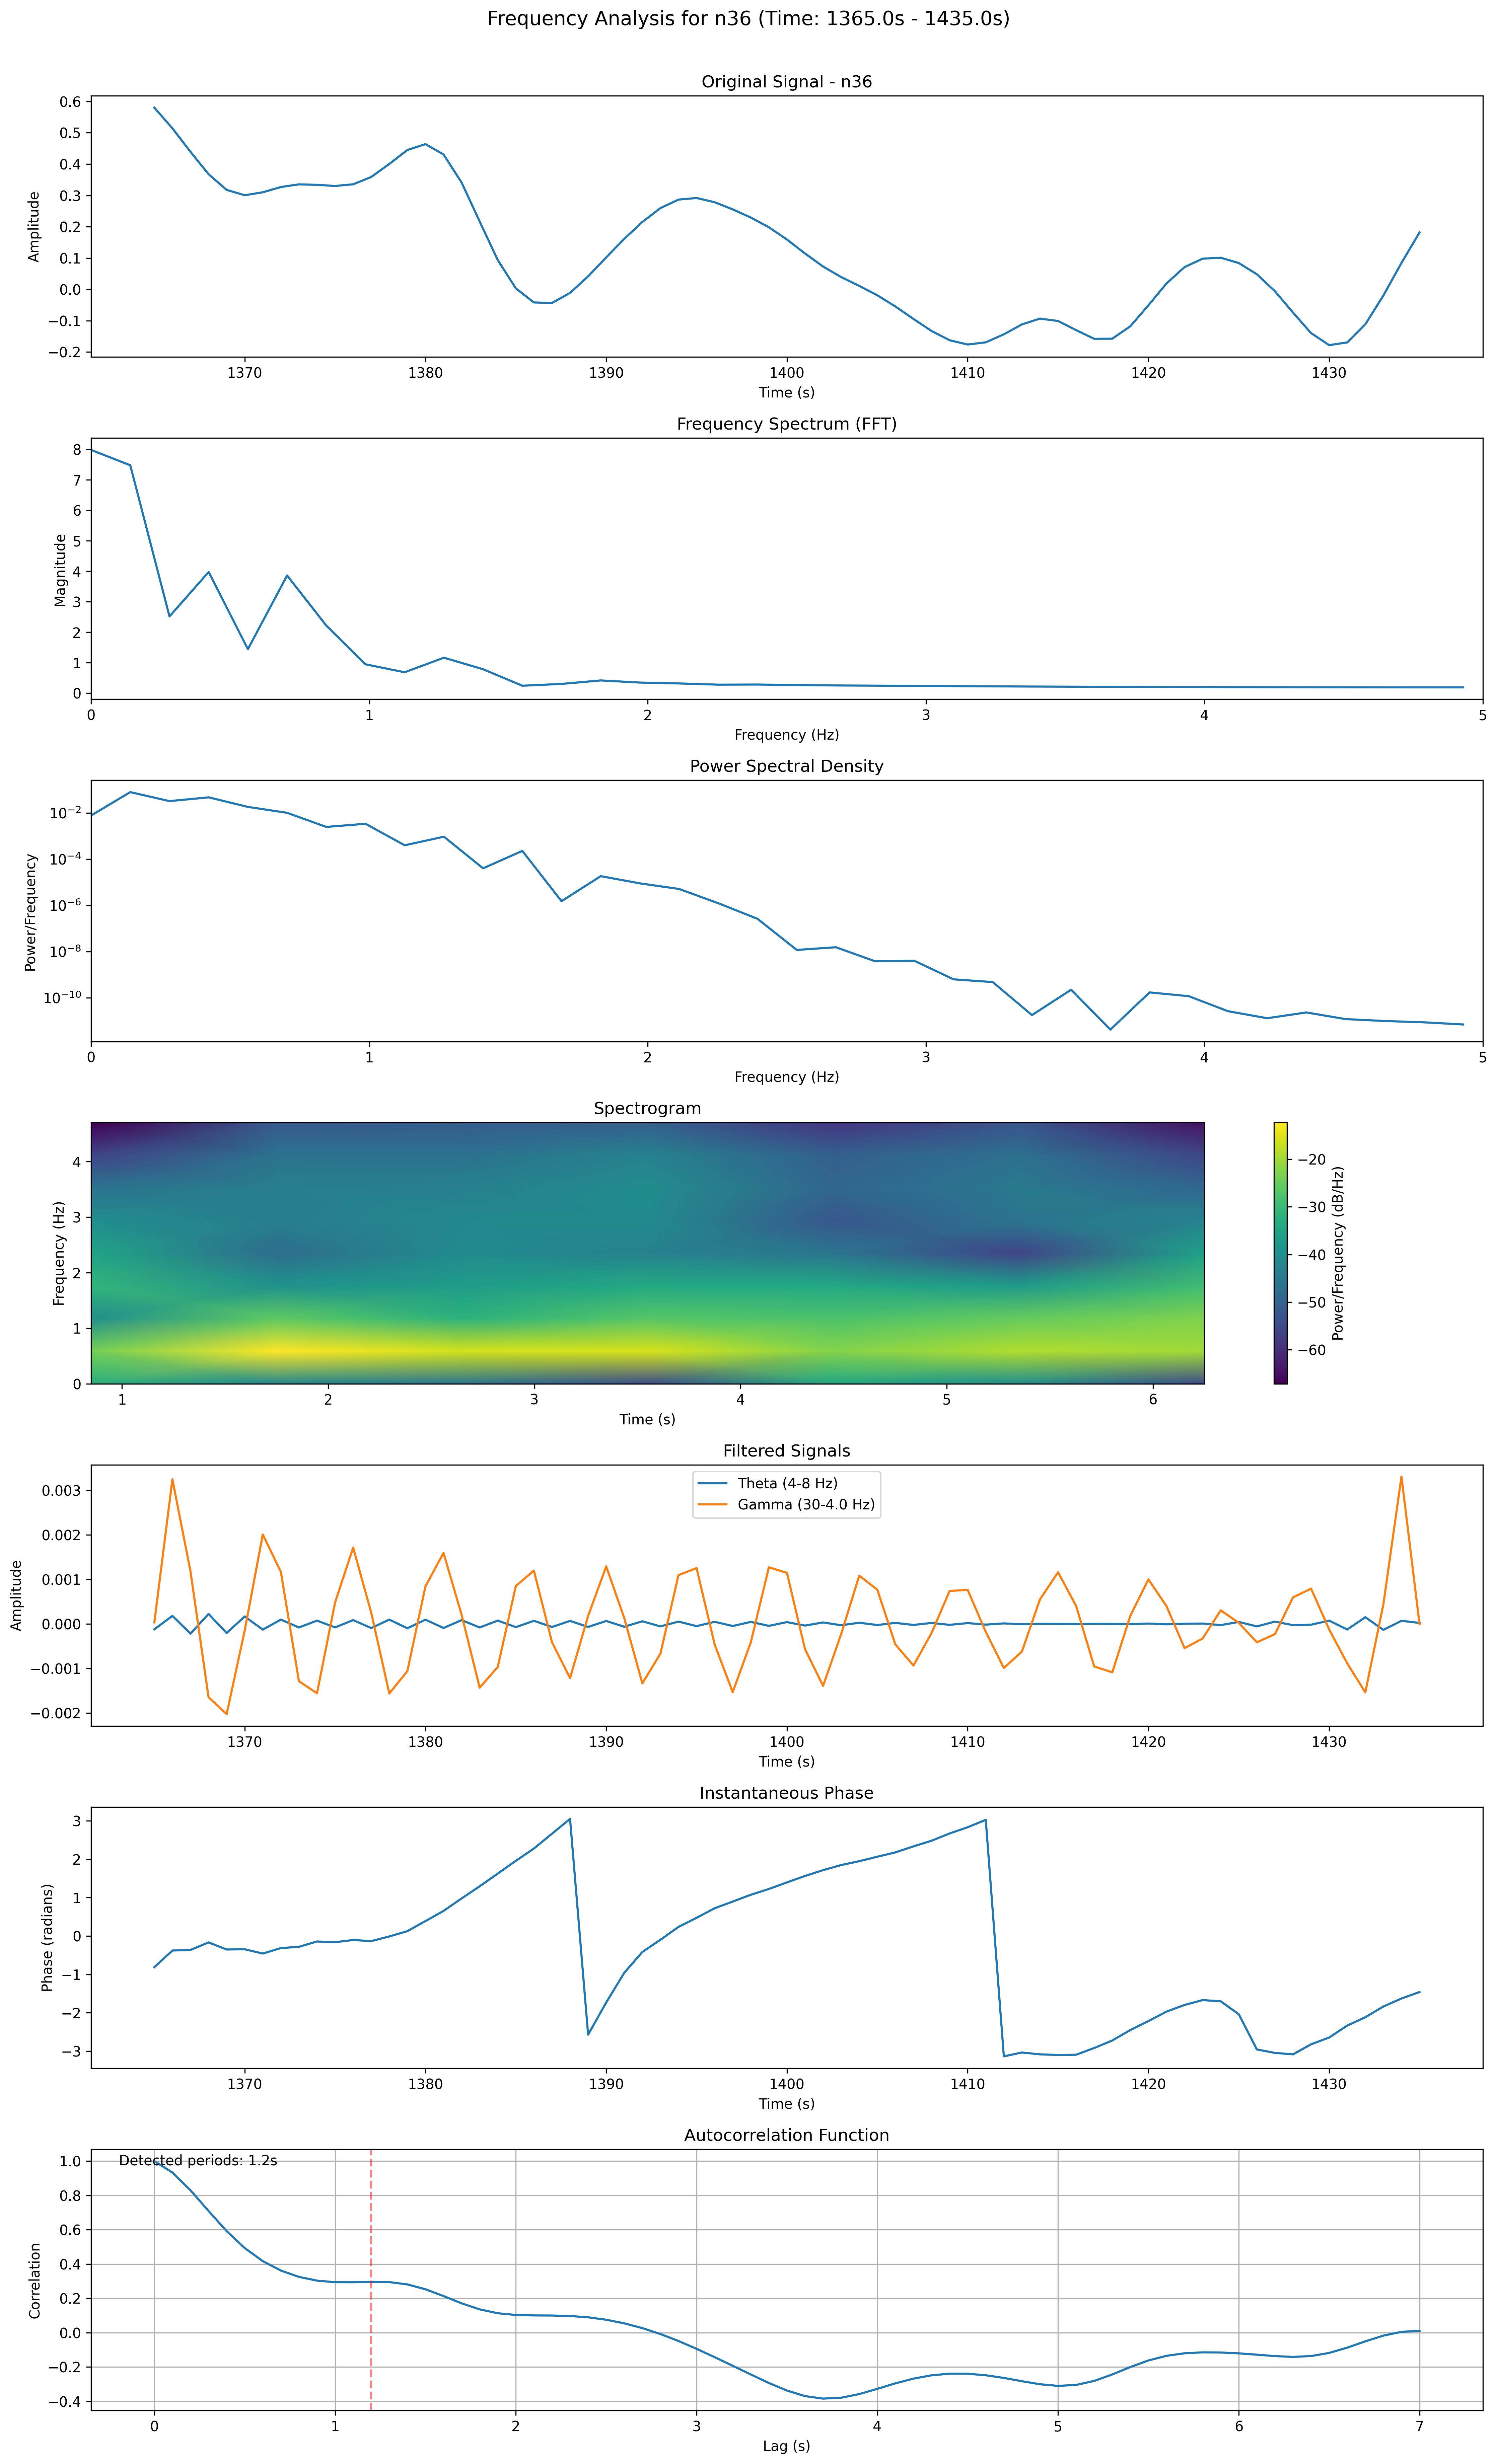 Frequency Analysis for n36 (Time: 1365.0s - 1435.0s)
Original Signal - n36
Amplitude
0.6
0.5
0.4
0.3
0.2
0.1
0.0
−0.1
−0.2
1370 1380 1390 1400 1410 1420 1430
Time (s)
Frequency Spectrum (FFT)
Magnitude
8
7
6
5
4
3
2
1
0
0 1 2 3 4 5
Frequency (Hz)
Power Spectral Density
Power/Frequency
10⁻²
10⁻⁴
10⁻⁶
10⁻⁸
10⁻¹⁰
0 1 2 3 4 5
Frequency (Hz)
Spectrogram
Frequency (Hz)
4
3
2
1
0
1 2 3 4 5 6
Time (s)
−20
−30
−40
−50
−60
Power/Frequency (dB/Hz)
Filtered Signals
Theta (4-8 Hz)
Gamma (30-4.0 Hz)
Amplitude
0.003
0.002
0.001
0.000
−0.001
−0.002
1370 1380 1390 1400 1410 1420 1430
Time (s)
Instantaneous Phase
Phase (radians)
3
2
1
0
−1
−2
−3
1370 1380 1390 1400 1410 1420 1430
Time (s)
Autocorrelation Function
Detected periods: 1.2s
Correlation
1.0
0.8
0.6
0.4
0.2
0.0
−0.2
−0.4
0 1 2 3 4 5 6 7
Lag (s)